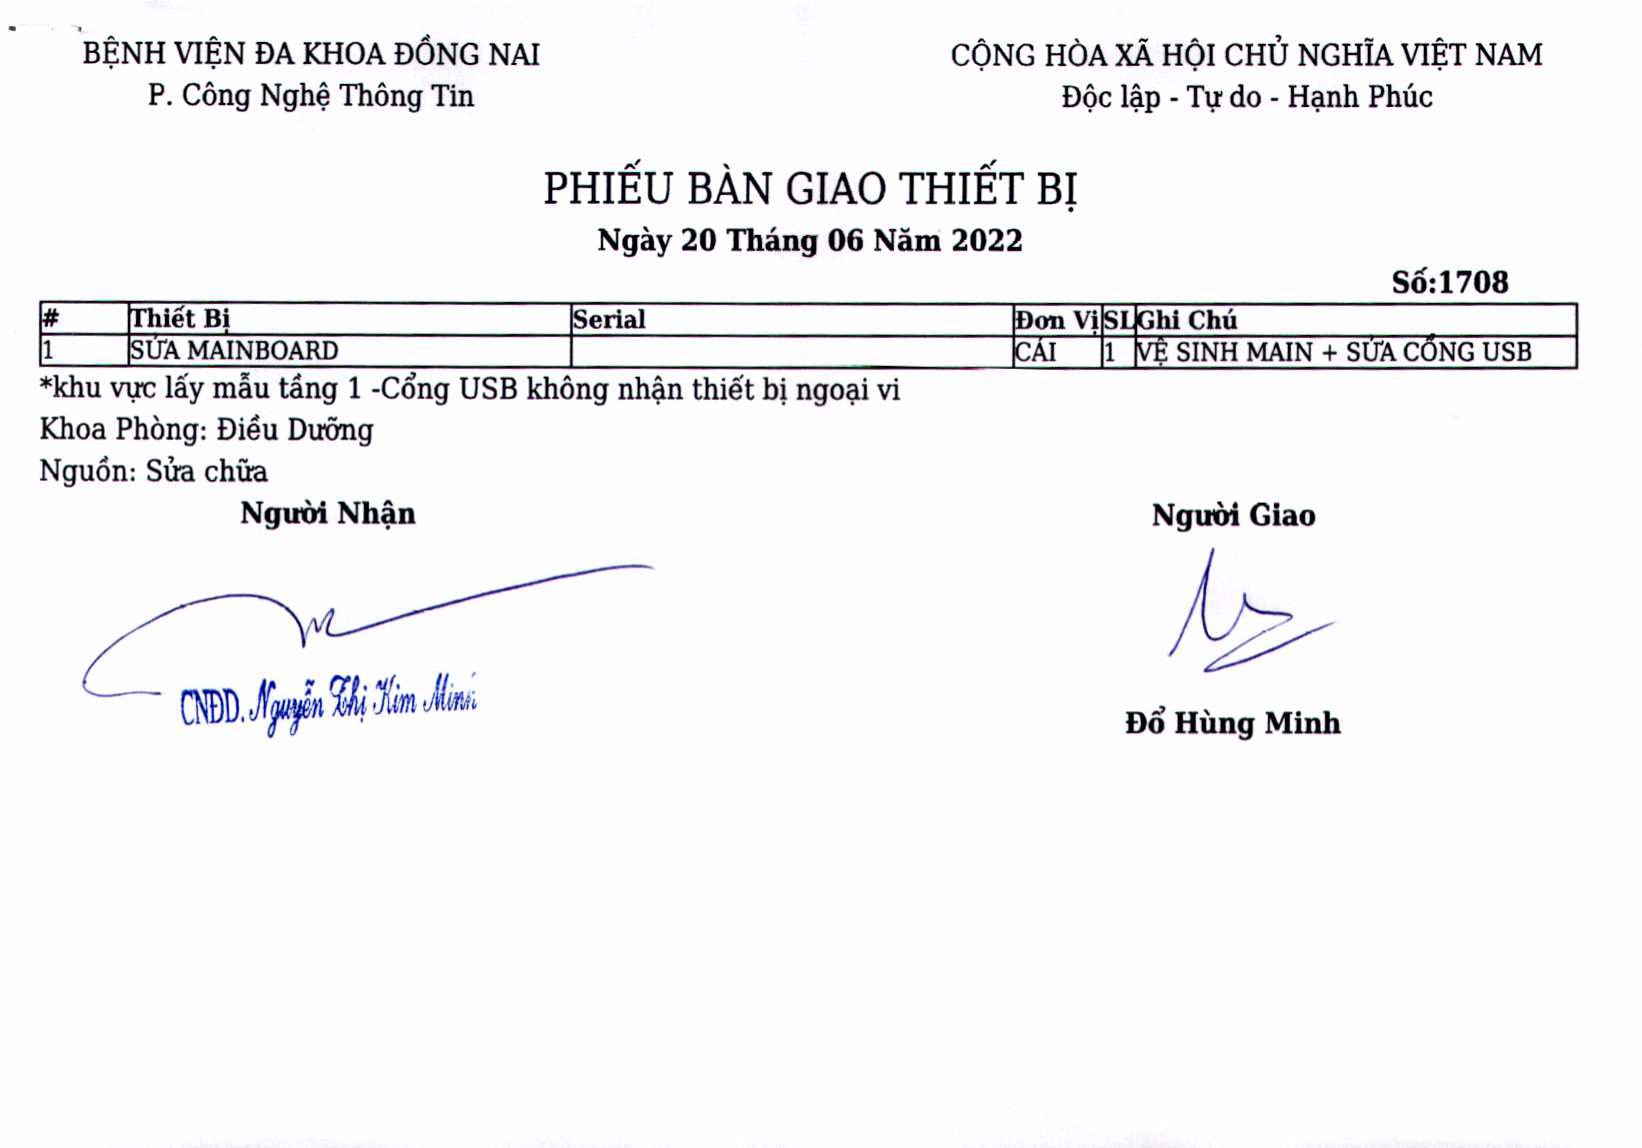 BỆNH VIỆN ĐA KHOA ĐỒNG NAI
P. Công Nghệ Thông Tin
CỘNG HÒA XÃ HỘI CHỦ NGHĨA VIỆT NAM
Độc lập - Tự do - Hạnh Phúc
PHIẾU BÀN GIAO THIẾT BỊ
Ngày 20 Tháng 06 Năm 2022
Số:1708
# Thiết Bị Serial Đơn Vị SL Ghi Chú
1 SỬA MAINBOARD CÁI 1 VỆ SINH MAIN + SỬA CỔNG USB
*khu vực lấy mẫu tầng 1 -Cổng USB không nhận thiết bị ngoại vi
Khoa Phòng: Điều Dưỡng
Nguồn: Sửa chữa
Người Nhận
Người Giao
CNĐD. Nguyễn Thị Kim Minh
Đổ Hùng Minh